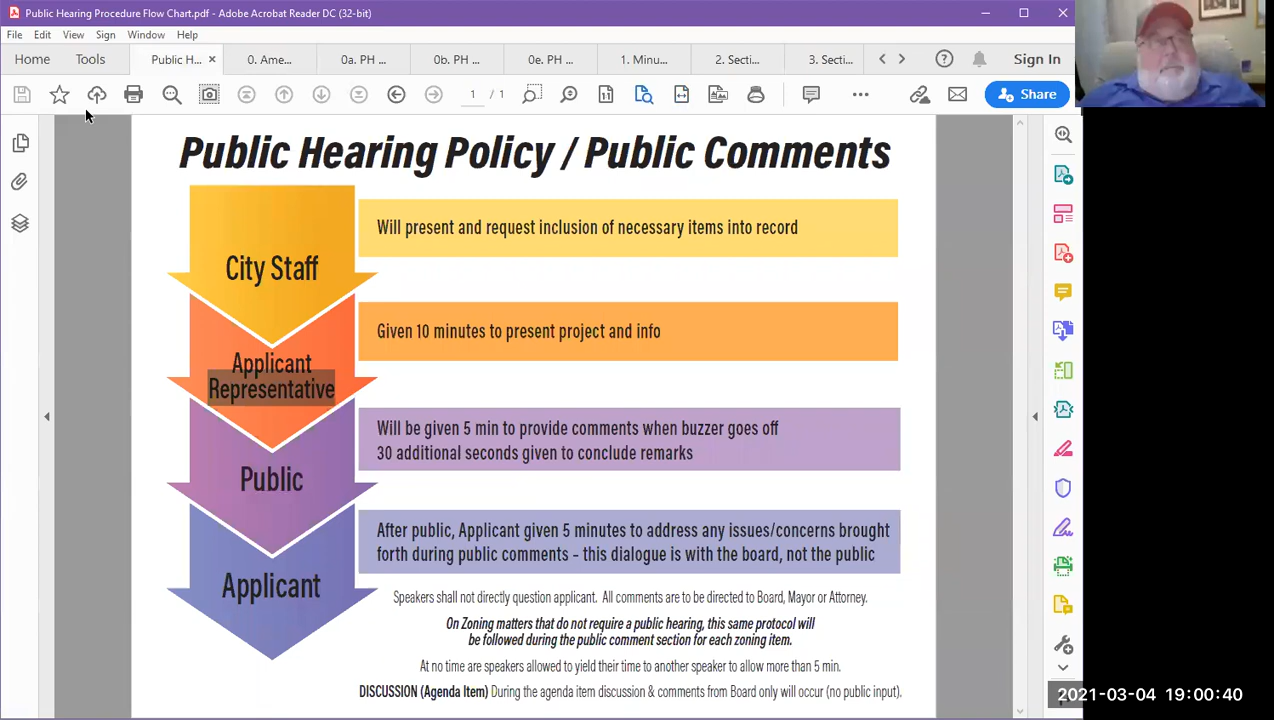 Public Hearing Procedure Flow Chart.pdf - Adobe Acrobat Reader DC (32-bit)
File Edit View Sign Window Help
Home Tools Public H... × 0. Ame... 0a. PH ... 0b. PH ... 0e. PH ... 1. Minu... 2. Secti... 3. Secti... Sign In
1 / 1 Share
Public Hearing Policy / Public Comments
City Staff
Will present and request inclusion of necessary items into record
Applicant
Representative
Given 10 minutes to present project and info
Public
Will be given 5 min to provide comments when buzzer goes off
30 additional seconds given to conclude remarks
Applicant
After public, Applicant given 5 minutes to address any issues/concerns brought
forth during public comments - this dialogue is with the board, not the public
Speakers shall not directly question applicant. All comments are to be directed to Board, Mayor or Attorney.
On Zoning matters that do not require a public hearing, this same protocol will
be followed during the public comment section for each zoning item.
At no time are speakers allowed to yield their time to another speaker to allow more than 5 min.
DISCUSSION (Agenda Item) During the agenda item discussion & comments from Board only will occur (no public input).
2021-03-04 19:00:40